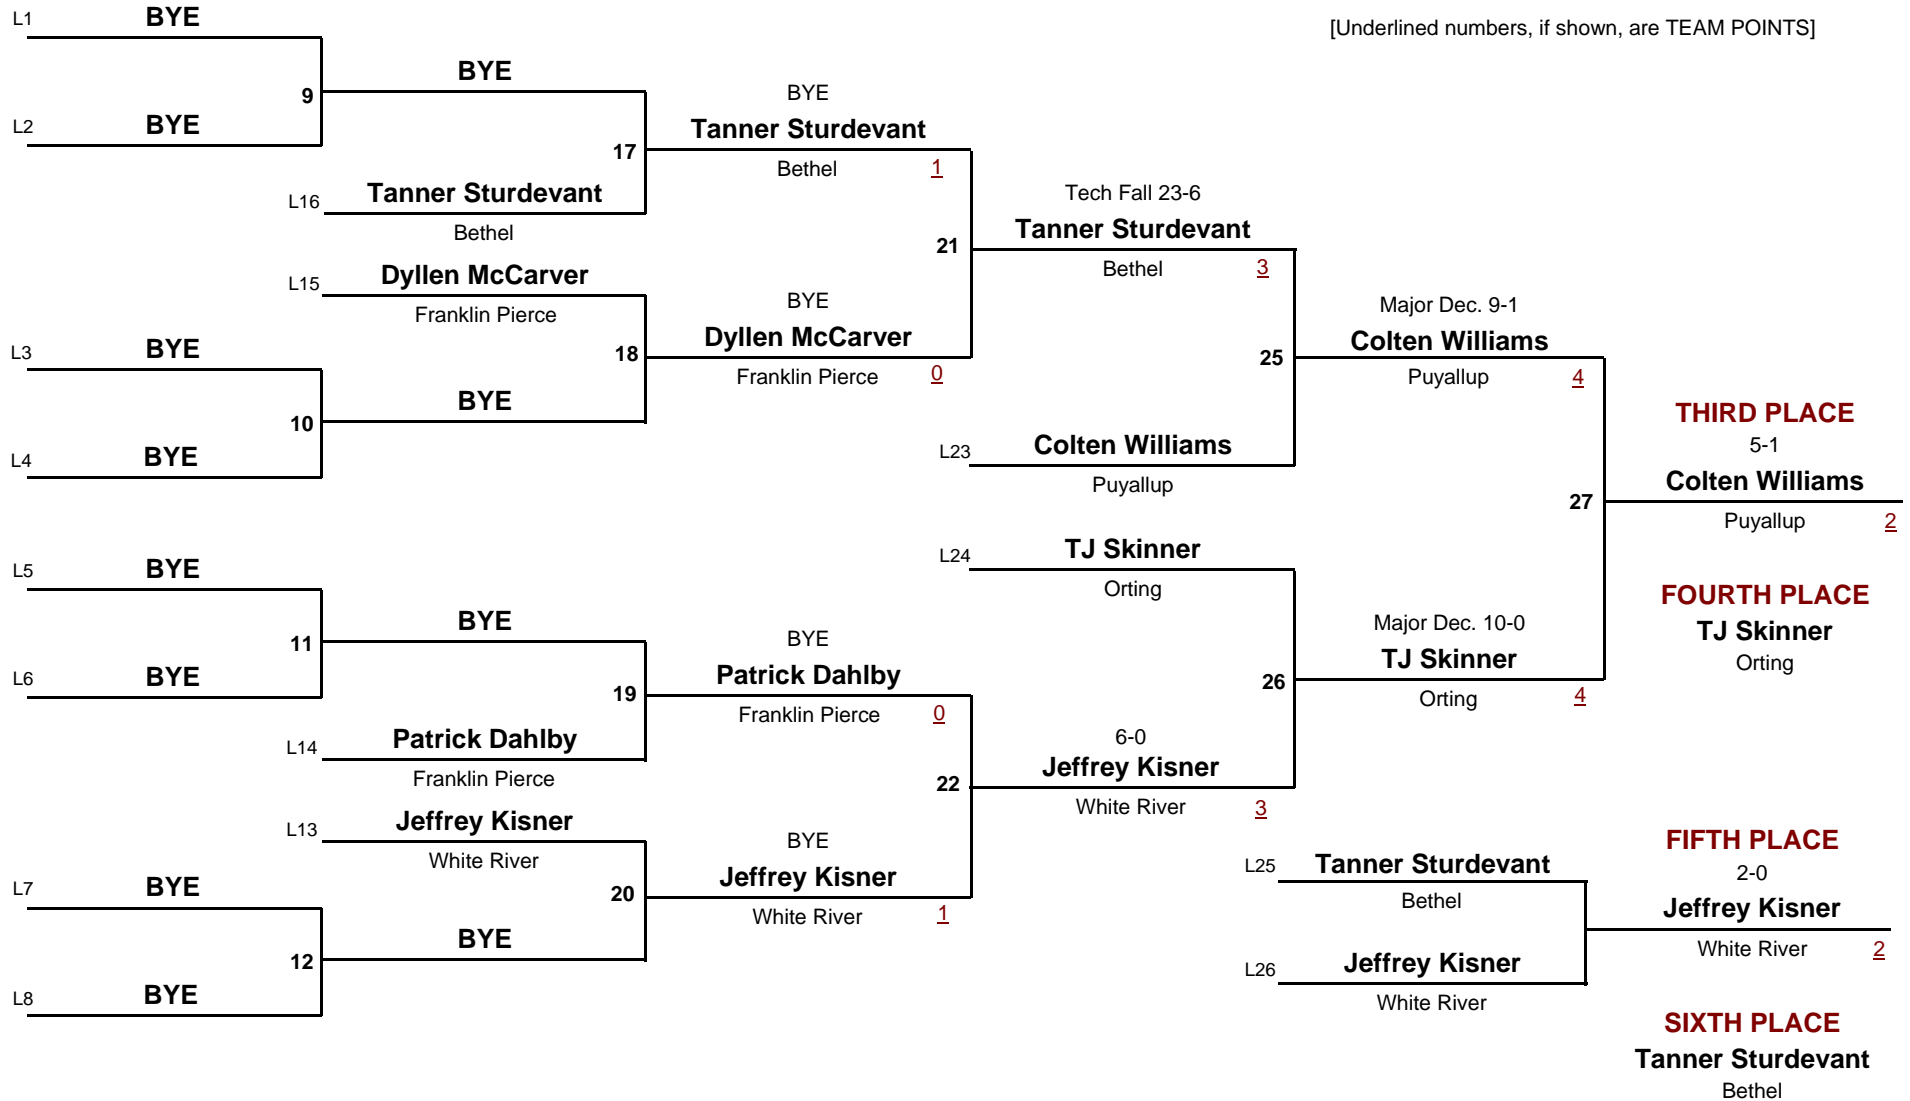 [Underlined numbers, if shown, are TEAM POINTS]
L1 BYE
9
L2 BYE
BYE
17
L16 Tanner Sturdevant
Bethel
BYE
Tanner Sturdevant
Bethel 1
21
L15 Dyllen McCarver
Franklin Pierce
18
L3 BYE
10
L4 BYE
BYE
BYE
Dyllen McCarver
Franklin Pierce 0
Tech Fall 23-6
Tanner Sturdevant
Bethel 3
25
L23 Colten Williams
Puyallup
Major Dec. 9-1
Colten Williams
Puyallup 4
27
L5 BYE
11
L6 BYE
BYE
19
L14 Patrick Dahlby
Franklin Pierce
BYE
Patrick Dahlby
Franklin Pierce 0
22
L13 Jeffrey Kisner
White River
20
L7 BYE
12
L8 BYE
BYE
BYE
Jeffrey Kisner
White River 1
L24 TJ Skinner
Orting
26
6-0
Jeffrey Kisner
White River 3
Major Dec. 10-0
TJ Skinner
Orting 4
THIRD PLACE
5-1
Colten Williams
Puyallup 2
FOURTH PLACE
TJ Skinner
Orting
L25 Tanner Sturdevant
Bethel
L26 Jeffrey Kisner
White River
FIFTH PLACE
2-0
Jeffrey Kisner
White River 2
SIXTH PLACE
Tanner Sturdevant
Bethel